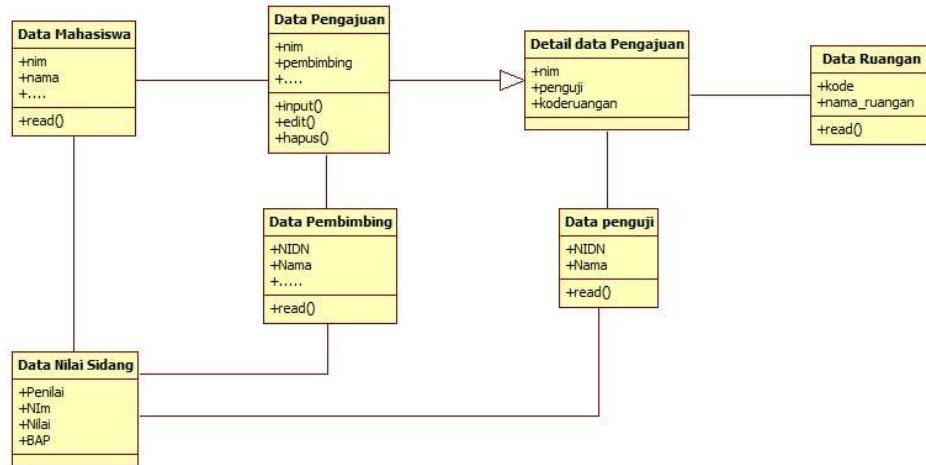 Data Mahasiswa
+nim
+nama
+....
+read()
Data Pengajuan
+nim
+pembimbing
+....
+input()
+edit()
+hapus()
Detail data Pengajuan
+nim
+penguji
+koderuangan
Data Ruangan
+kode
+nama_ruangan
+read()
Data Pembimbing
+NIDN
+Nama
+.....
+read()
Data penguji
+NIDN
+Nama
+read()
Data Nilai Sidang
+Penilai
+NIm
+Nilai
+BAP